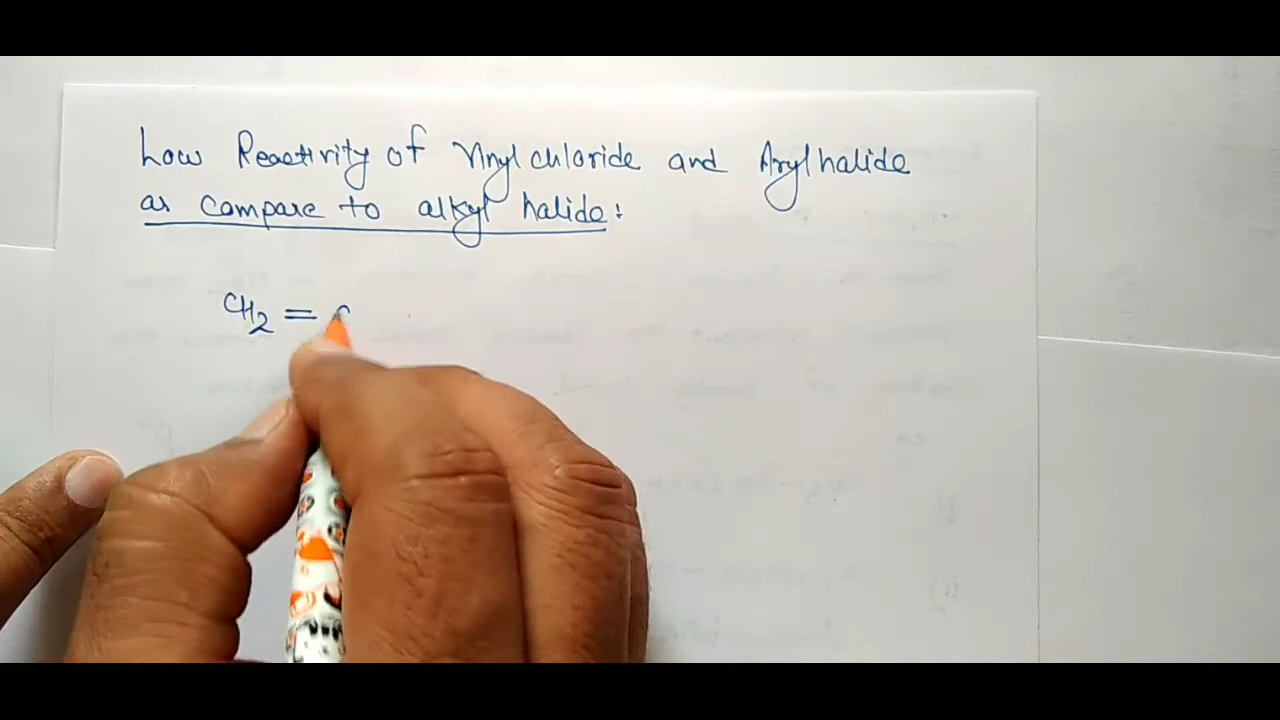 Low Reactivity of Vinyl chloride and Aryl halide
as compare to alkyl halide:
CH2 = C